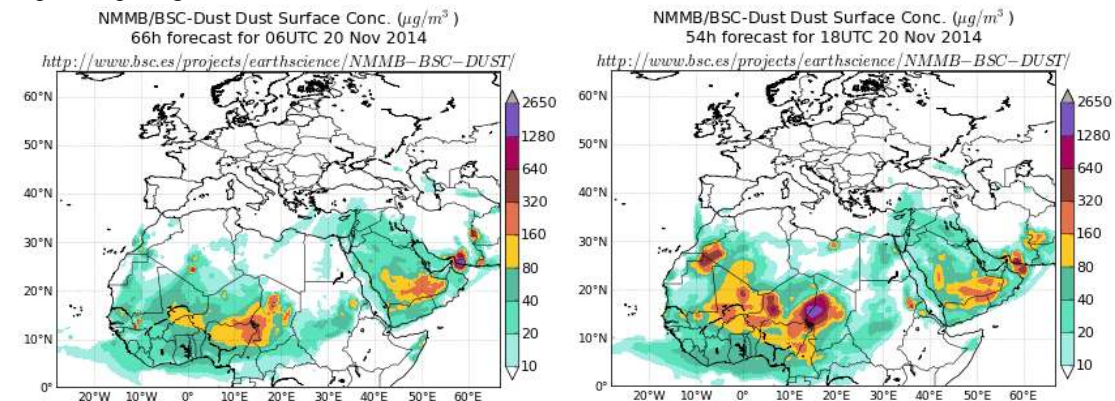 NMMB/BSC-Dust Dust Surface Conc. (μg/m³)
66h forecast for 06UTC 20 Nov 2014
http://www.bsc.es/projects/earthscience/NMMB−BSC−DUST/
60°N
50°N
40°N
30°N
20°N
10°N
0°
20°W 10°W 0° 10°E 20°E 30°E 40°E 50°E 60°E
2650
1280
640
320
160
80
40
20
10
NMMB/BSC-Dust Dust Surface Conc. (μg/m³)
54h forecast for 18UTC 20 Nov 2014
http://www.bsc.es/projects/earthscience/NMMB−BSC−DUST/
60°N
50°N
40°N
30°N
20°N
10°N
0°
20°W 10°W 0° 10°E 20°E 30°E 40°E 50°E 60°E
2650
1280
640
320
160
80
40
20
10